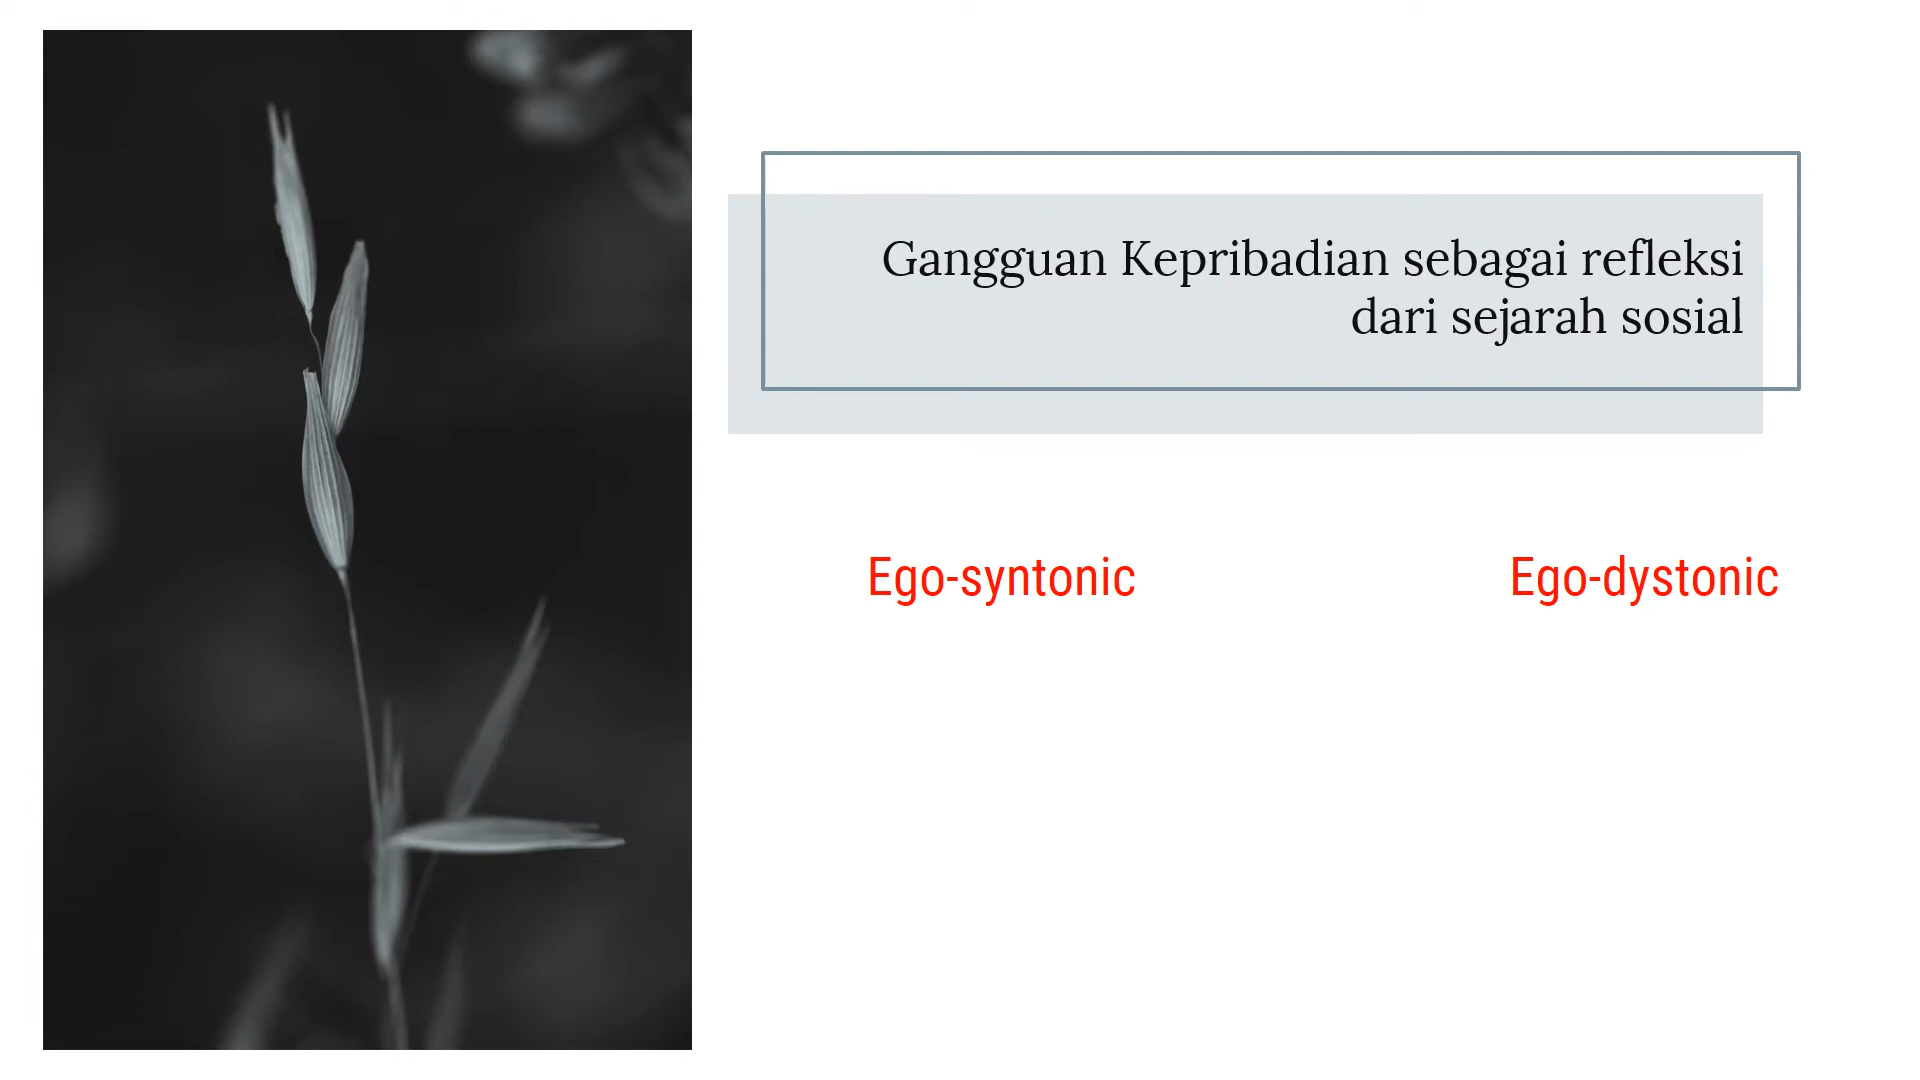 Gangguan Kepribadian sebagai refleksi
dari sejarah sosial
Ego-syntonic
Ego-dystonic